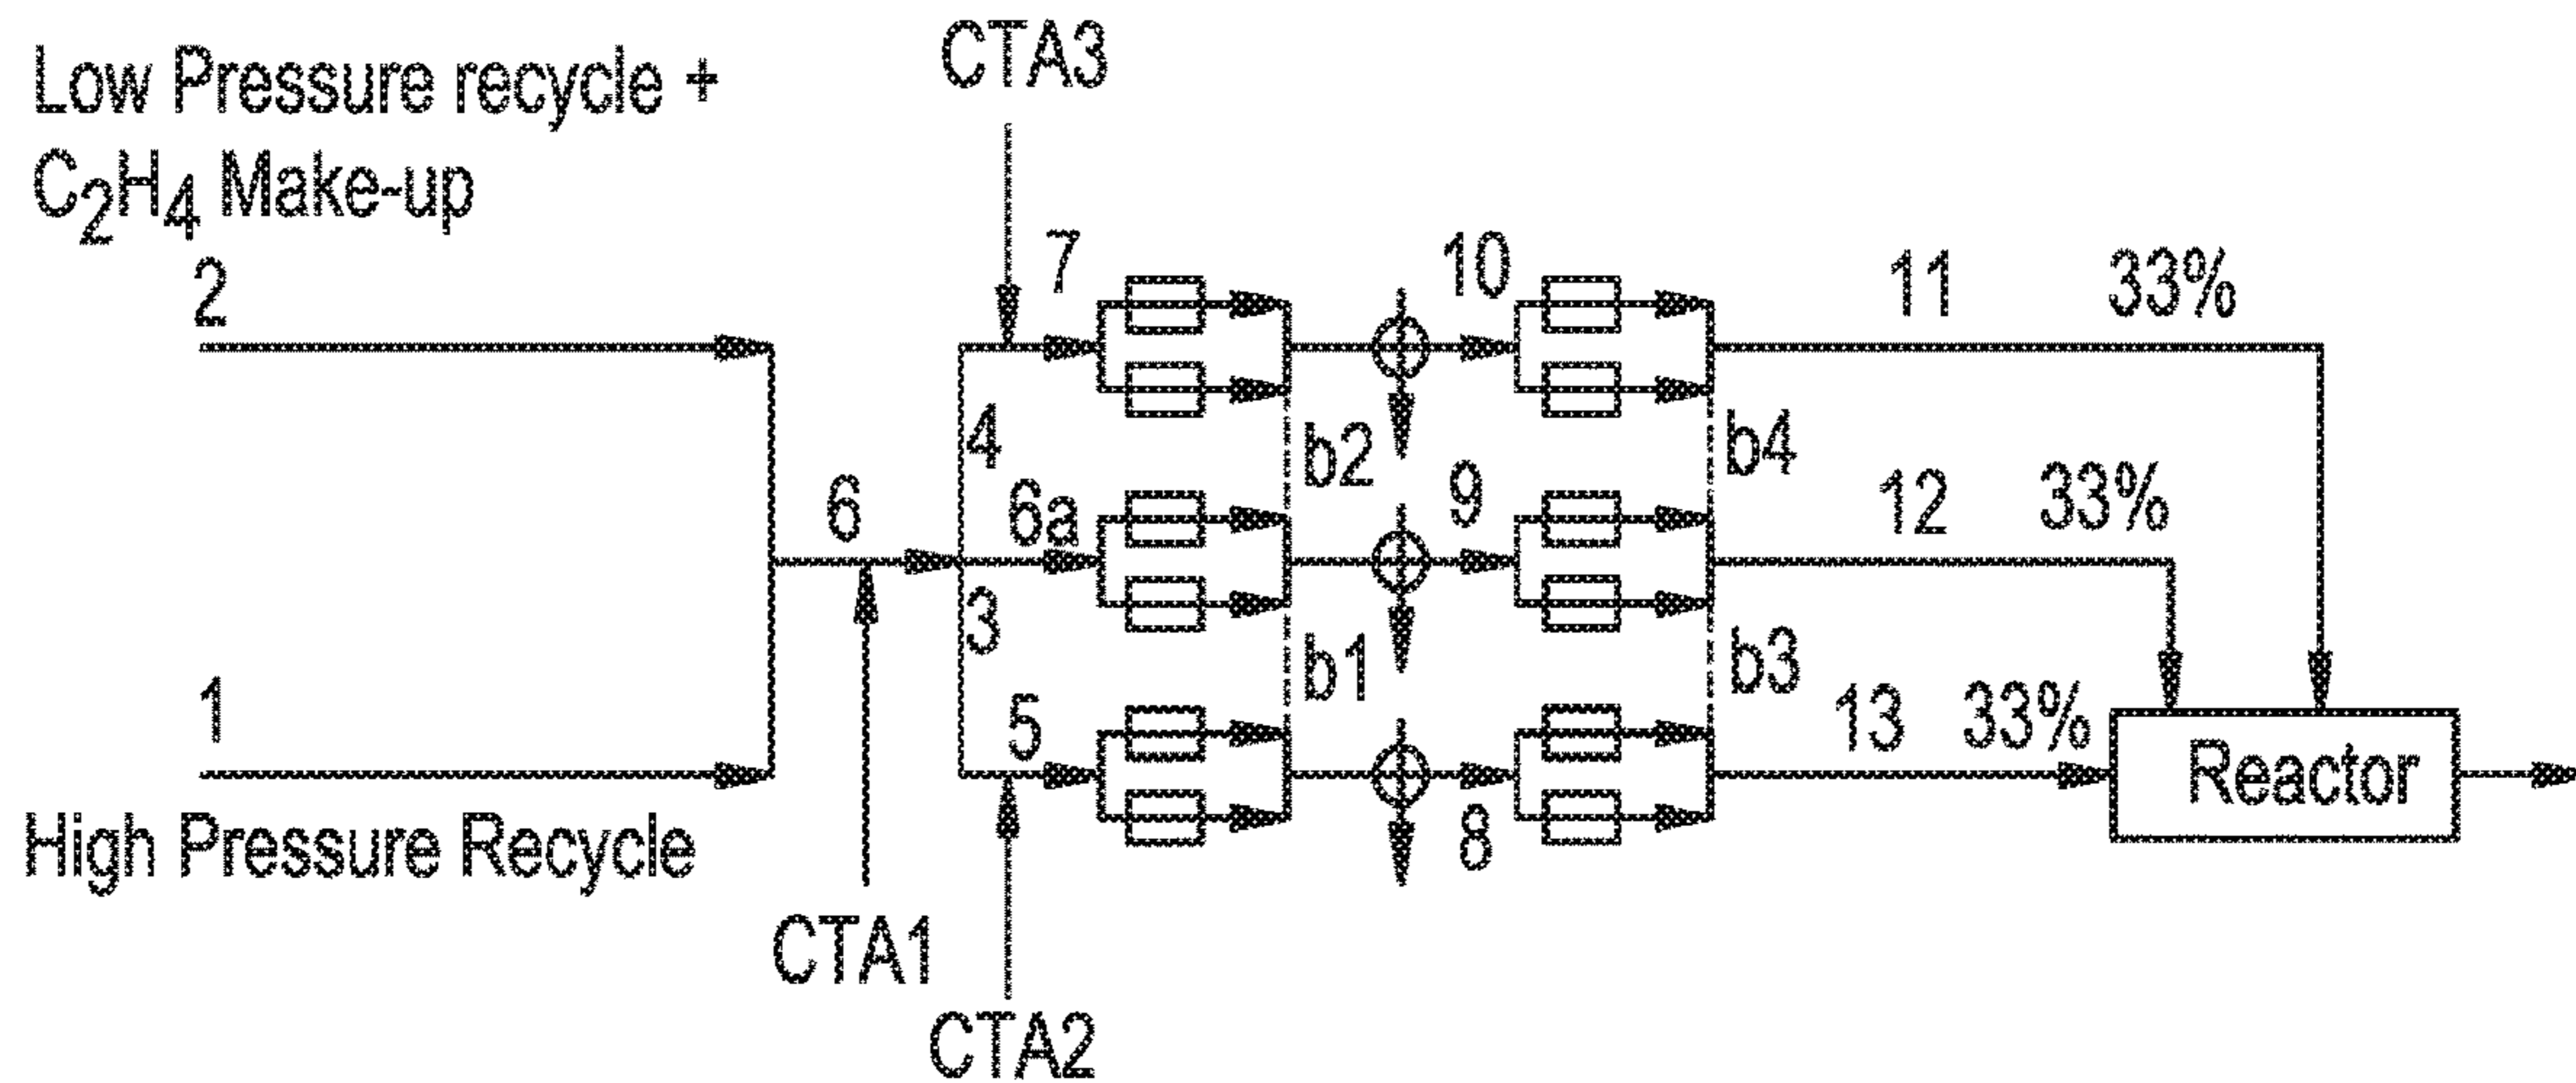 Low Pressure recycle +
C2H4 Make-up
2
1
High Pressure Recycle
6
CTA1
CTA2
CTA3
4
3
7
6a
5
b2
b1
10
9
8
b4
b3
11 33%
12 33%
13 33%
Reactor